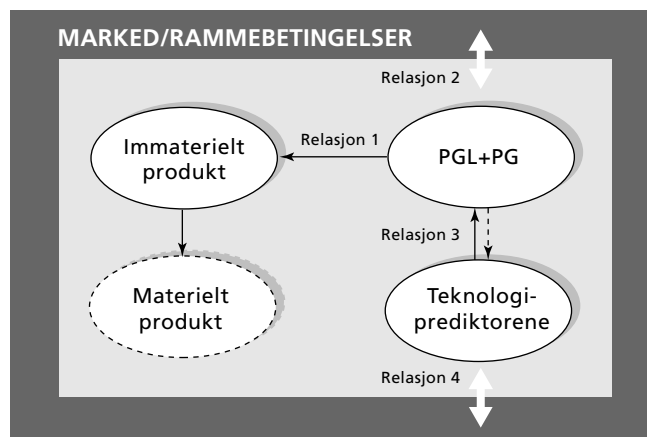 MARKED/RAMMEBETINGELSER
Relasjon 2
Immaterielt
produkt
Relasjon 1
PGL+PG
Relasjon 3
Materielt
produkt
Teknologi-
prediktorene
Relasjon 4